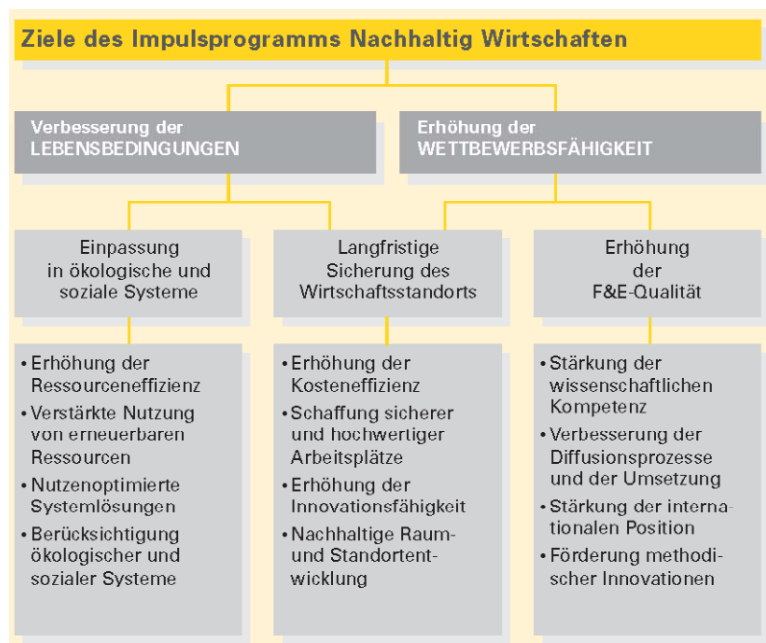 Ziele des Impulsprogramms Nachhaltig Wirtschaften
Verbesserung der
LEBENSBEDINGUNGEN
Erhöhung der
WETTBEWERBSFÄHIGKEIT
Einpassung
in ökologische und
soziale Systeme
Langfristige
Sicherung des
Wirtschaftsstandorts
Erhöhung
der
F&E-Qualität
• Erhöhung der
Ressourceneffizienz
• Verstärkte Nutzung
von erneuerbaren
Ressourcen
• Nutzenoptimierte
Systemlösungen
• Berücksichtigung
ökologischer und
sozialer Systeme
• Erhöhung der
Kosteneffizienz
• Schaffung sicherer
und hochwertiger
Arbeitsplätze
• Erhöhung der
Innovationsfähigkeit
• Nachhaltige Raum-
und Standortent-
wicklung
• Stärkung der
wissenschaftlichen
Kompetenz
• Verbesserung der
Diffusionsprozesse
und der Umsetzung
• Stärkung der interna-
tionalen Position
• Förderung methodi-
scher Innovationen